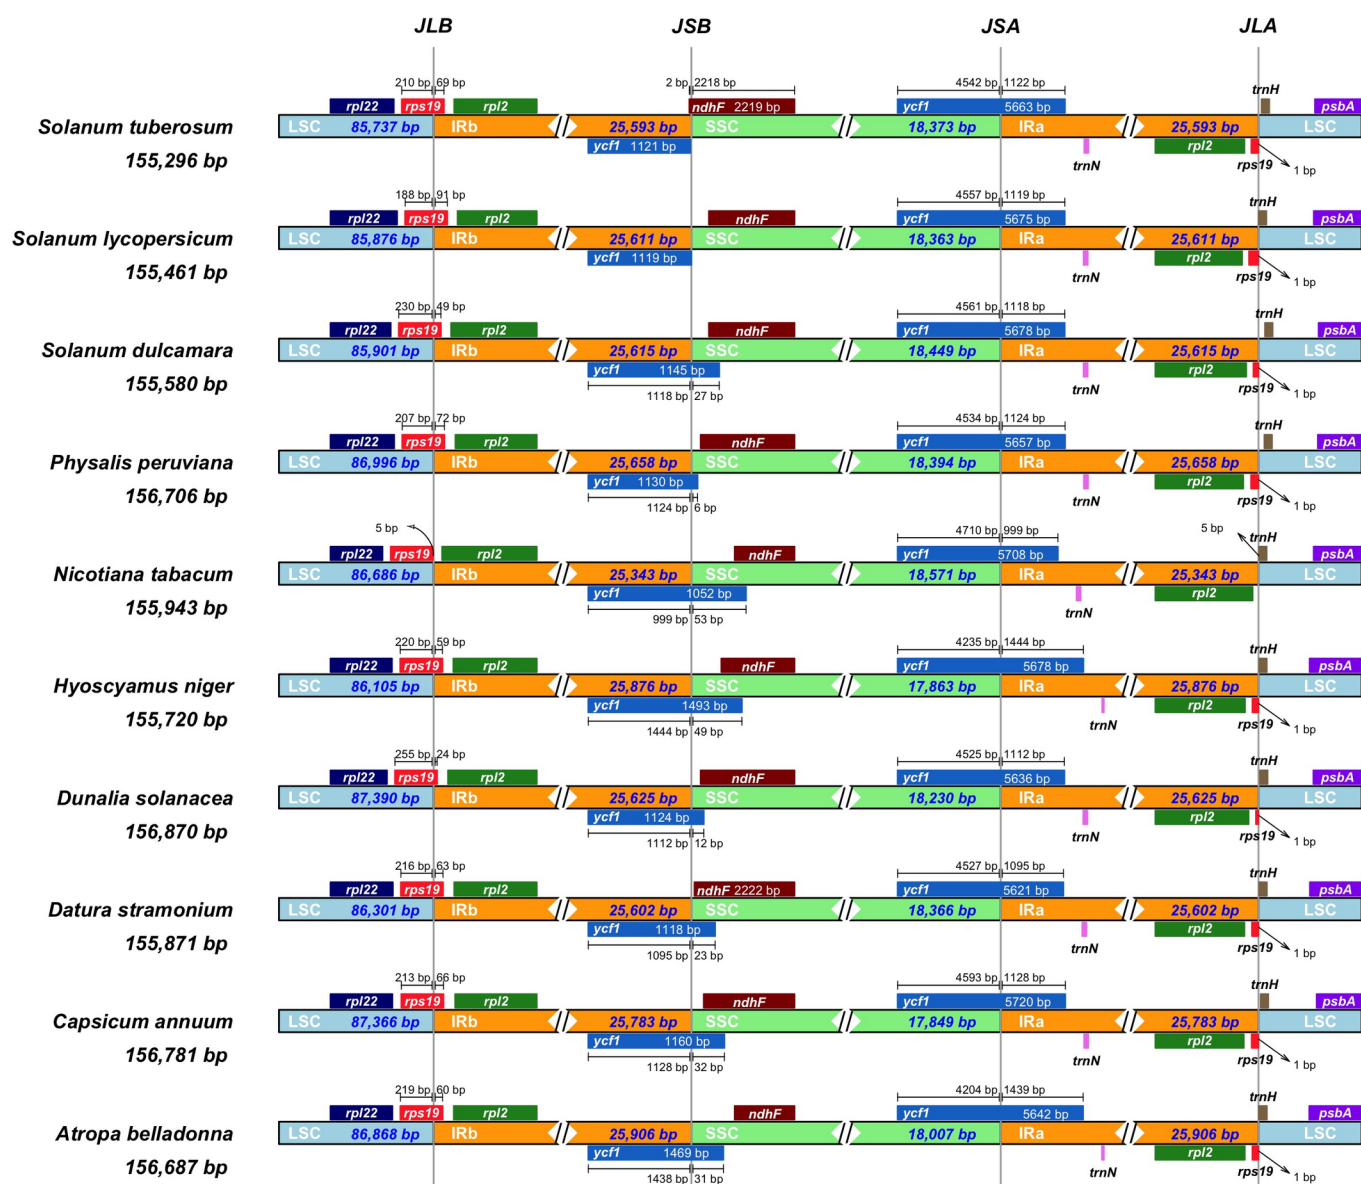 JLB JSB JSA JLA
210 bp 69 bp 2 bp 2218 bp 4542 bp 1122 bp trnH
rpl22 rps19 rpl2 ndhF 2219 bp ycf1 5663 bp psbA
Solanum tuberosum LSC 85,737 bp IRb 25,593 bp SSC 18,373 bp IRa 25,593 bp LSC
ycf1 1121 bp rpl2
155,296 bp trnN rps19 1 bp
188 bp 91 bp 4557 bp 1119 bp trnH
rpl22 rps19 rpl2 ndhF ycf1 5675 bp psbA
Solanum lycopersicum LSC 85,876 bp IRb 25,611 bp SSC 18,363 bp IRa 25,611 bp LSC
ycf1 1119 bp rpl2
155,461 bp trnN rps19 1 bp
230 bp 49 bp 4561 bp 1118 bp trnH
rpl22 rps19 rpl2 ndhF ycf1 5678 bp psbA
Solanum dulcamara LSC 85,901 bp IRb 25,615 bp SSC 18,449 bp IRa 25,615 bp LSC
ycf1 1145 bp rpl2
155,580 bp 1118 bp 27 bp trnN rps19 1 bp
207 bp 72 bp 4534 bp 1124 bp trnH
rpl22 rps19 rpl2 ndhF ycf1 5657 bp psbA
Physalis peruviana LSC 86,996 bp IRb 25,658 bp SSC 18,394 bp IRa 25,658 bp LSC
ycf1 1130 bp rpl2
156,706 bp 1124 bp 6 bp trnN rps19 1 bp
5 bp 4710 bp 999 bp 5 bp trnH
rpl22 rps19 rpl2 ndhF ycf1 5708 bp psbA
Nicotiana tabacum LSC 86,686 bp IRb 25,343 bp SSC 18,571 bp IRa 25,343 bp LSC
ycf1 1052 bp rpl2
155,943 bp 999 bp 53 bp trnN
220 bp 59 bp 4235 bp 1444 bp trnH
rpl22 rps19 rpl2 ndhF ycf1 5678 bp psbA
Hyoscyamus niger LSC 86,105 bp IRb 25,876 bp SSC 17,863 bp IRa 25,876 bp LSC
ycf1 1493 bp rpl2
155,720 bp 1444 bp 49 bp trnN rps19 1 bp
255 bp 24 bp 4525 bp 1112 bp trnH
rpl22 rps19 rpl2 ndhF ycf1 5636 bp psbA
Dunalia solanacea LSC 87,390 bp IRb 25,625 bp SSC 18,230 bp IRa 25,625 bp LSC
ycf1 1124 bp rpl2
156,870 bp 1112 bp 12 bp trnN rps19 1 bp
216 bp 63 bp 4527 bp 1095 bp trnH
rpl22 rps19 rpl2 ndhF 2222 bp ycf1 5621 bp psbA
Datura stramonium LSC 86,301 bp IRb 25,602 bp SSC 18,366 bp IRa 25,602 bp LSC
ycf1 1118 bp rpl2
155,871 bp 1095 bp 23 bp trnN rps19 1 bp
213 bp 66 bp 4593 bp 1128 bp trnH
rpl22 rps19 rpl2 ndhF ycf1 5720 bp psbA
Capsicum annuum LSC 87,366 bp IRb 25,783 bp SSC 17,849 bp IRa 25,783 bp LSC
ycf1 1160 bp rpl2
156,781 bp 1128 bp 32 bp trnN rps19 1 bp
219 bp 60 bp 4204 bp 1439 bp trnH
rpl22 rps19 rpl2 ndhF ycf1 5642 bp psbA
Atropa belladonna LSC 86,868 bp IRb 25,906 bp SSC 18,007 bp IRa 25,906 bp LSC
ycf1 1469 bp rpl2
156,687 bp 1438 bp 31 bp trnN rps19 1 bp